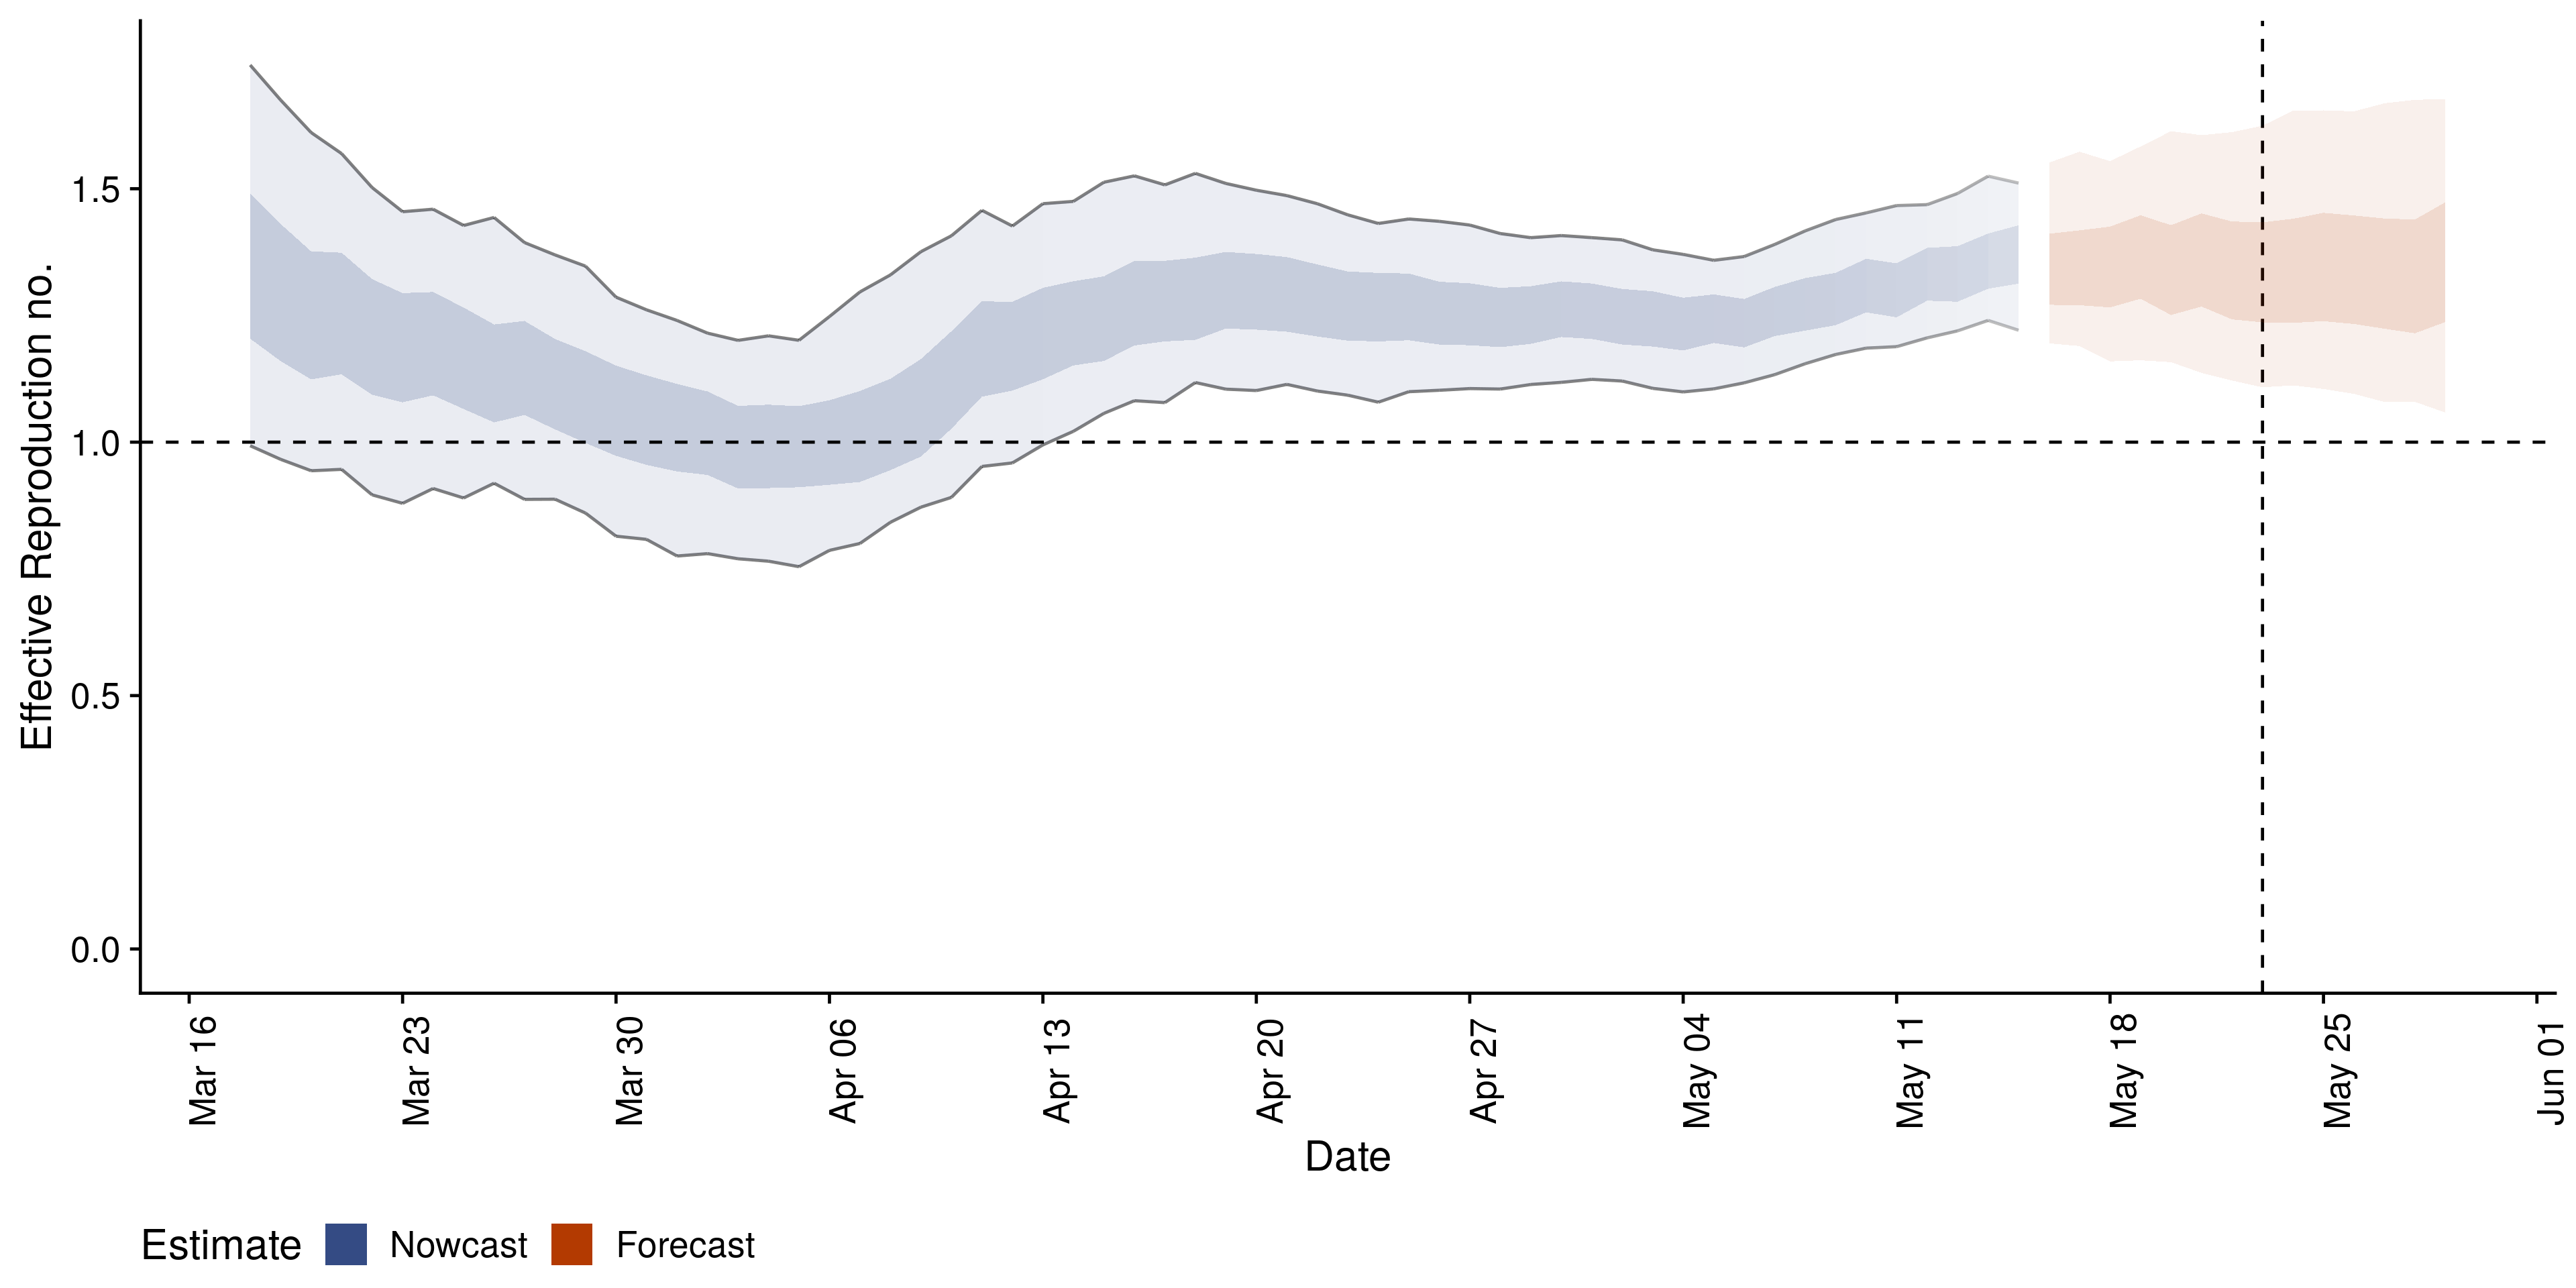 Effective Reproduction no.
1.5
1.0
0.5
0.0
Mar 16
Mar 23
Mar 30
Apr 06
Apr 13
Apr 20
Apr 27
May 04
May 11
May 18
May 25
Jun 01
Date
Estimate Nowcast Forecast